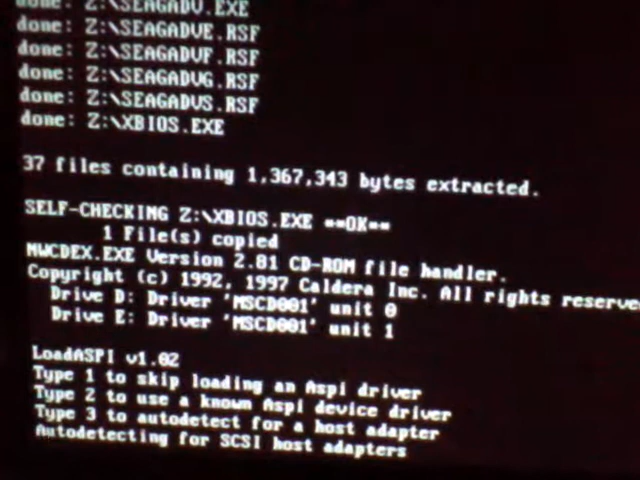 done: Z:\SEAGADV.EXE
done: Z:\SEAGADVE.RSF
done: Z:\SEAGADVF.RSF
done: Z:\SEAGADVG.RSF
done: Z:\SEAGADVS.RSF
done: Z:\XBIOS.EXE
37 files containing 1,367,343 bytes extracted.
SELF-CHECKING Z:\XBIOS.EXE ==OK==
1 File(s) copied
NWCDEX.EXE Version 2.81 CD-ROM file handler.
Copyright (c) 1992, 1997 Caldera Inc. All rights reserve
Drive D: Driver 'MSCD001' unit 0
Drive E: Driver 'MSCD001' unit 1
LoadASPI v1.02
Type 1 to skip loading an Aspi driver
Type 2 to use a known Aspi device driver
Type 3 to autodetect for a host adapter
Autodetecting for SCSI host adapters